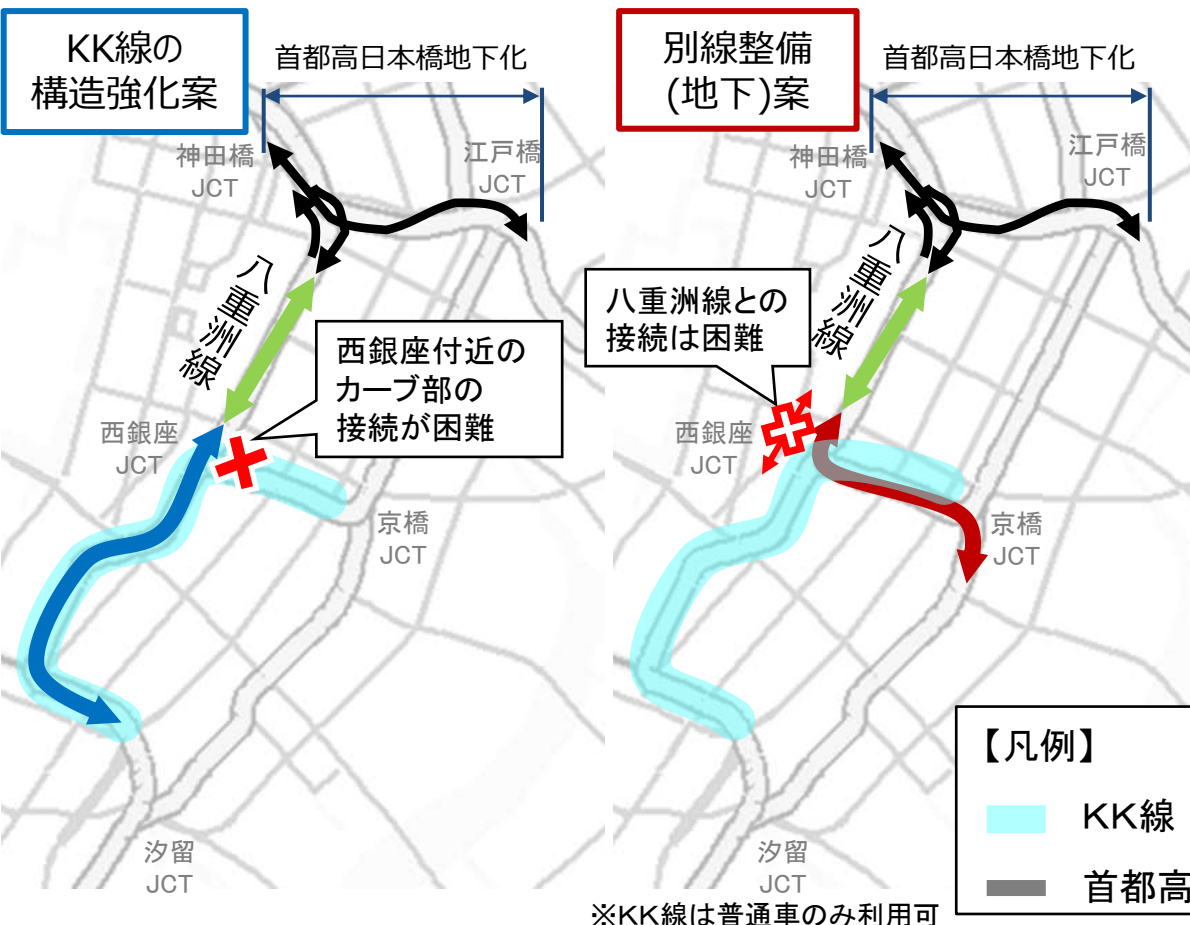 KK線の
構造強化案
首都高日本橋地下化
神田橋
JCT
江戸橋
JCT
八重洲線
西銀座付近の
カーブ部の
接続が困難
西銀座
JCT
京橋
JCT
汐留
JCT
別線整備
(地下)案
首都高日本橋地下化
神田橋
JCT
江戸橋
JCT
八重洲線
八重洲線との
接続は困難
西銀座
JCT
京橋
JCT
汐留
JCT
【凡例】
KK線
首都高
※KK線は普通車のみ利用可